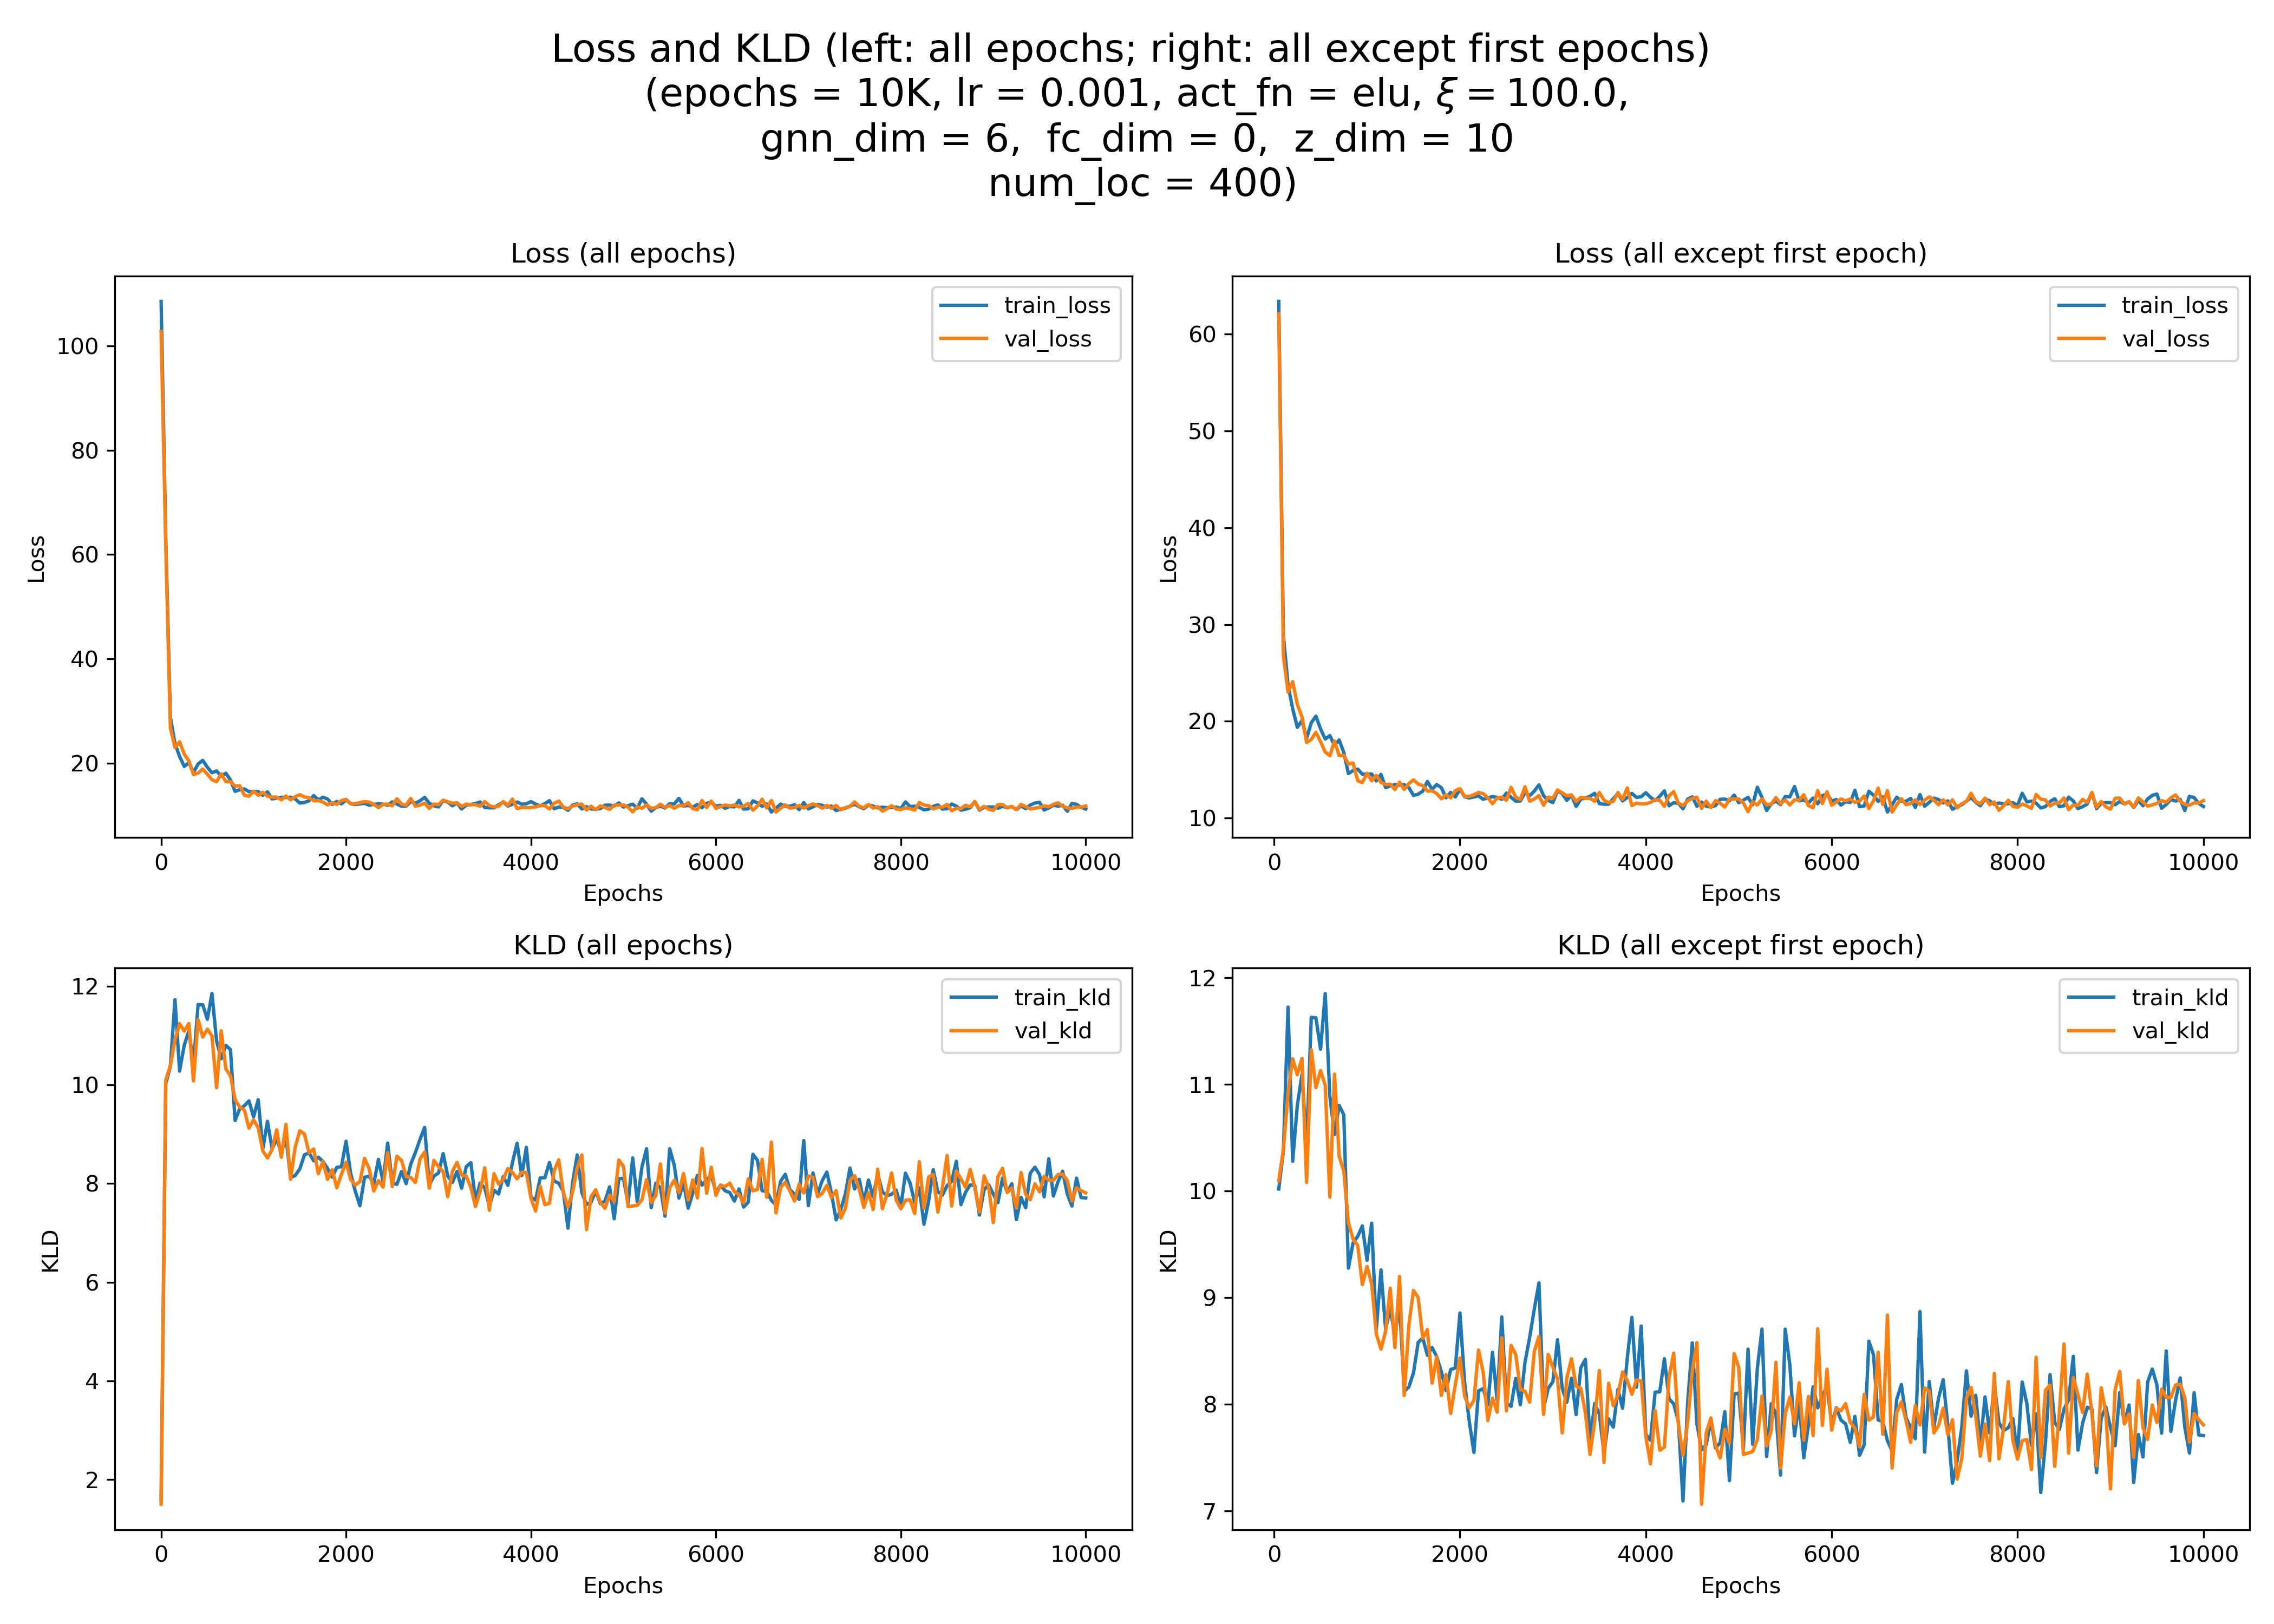 Loss and KLD (left: all epochs; right: all except first epochs)
(epochs = 10K, lr = 0.001, act_fn = elu, ξ = 100.0,
gnn_dim = 6,  fc_dim = 0,  z_dim = 10
num_loc = 400)
Loss (all epochs)
train_loss
val_loss
100
80
60
40
20
Loss
0
2000
4000
6000
8000
10000
Epochs
Loss (all except first epoch)
train_loss
val_loss
60
50
40
30
20
10
Loss
0
2000
4000
6000
8000
10000
Epochs
KLD (all epochs)
train_kld
val_kld
12
10
8
6
4
2
KLD
0
2000
4000
6000
8000
10000
Epochs
KLD (all except first epoch)
train_kld
val_kld
12
11
10
9
8
7
KLD
0
2000
4000
6000
8000
10000
Epochs